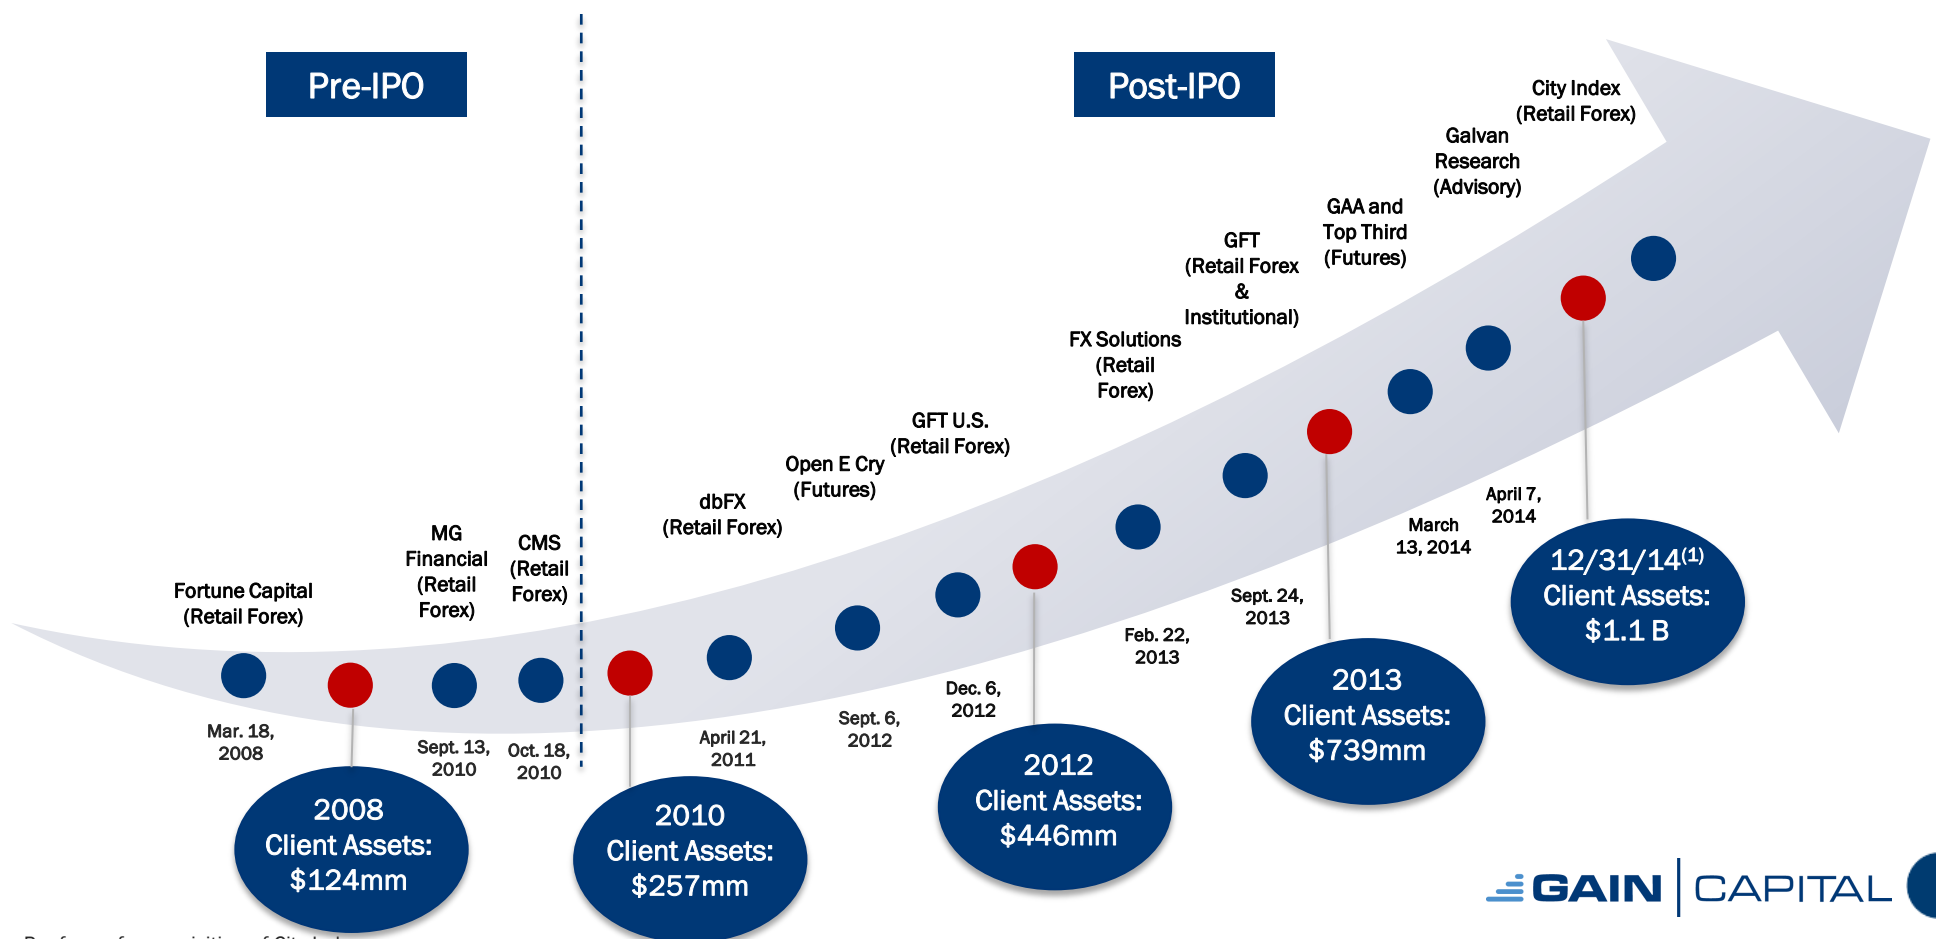 Pre-IPO
Post-IPO
Fortune Capital
(Retail Forex)
MG
Financial
(Retail
Forex)
CMS
(Retail
Forex)
dbFX
(Retail Forex)
Open E Cry
(Futures)
GFT U.S.
(Retail Forex)
FX Solutions
(Retail
Forex)
GFT
(Retail Forex
&
Institutional)
GAA and
Top Third
(Futures)
Galvan
Research
(Advisory)
City Index
(Retail Forex)
Mar. 18,
2008
Sept. 13,
2010
Oct. 18,
2010
April 21,
2011
Sept. 6,
2012
Dec. 6,
2012
Feb. 22,
2013
Sept. 24,
2013
March
13, 2014
April 7,
2014
2008
Client Assets:
$124mm
2010
Client Assets:
$257mm
2012
Client Assets:
$446mm
2013
Client Assets:
$739mm
12/31/14(1)
Client Assets:
$1.1 B
GAIN CAPITAL